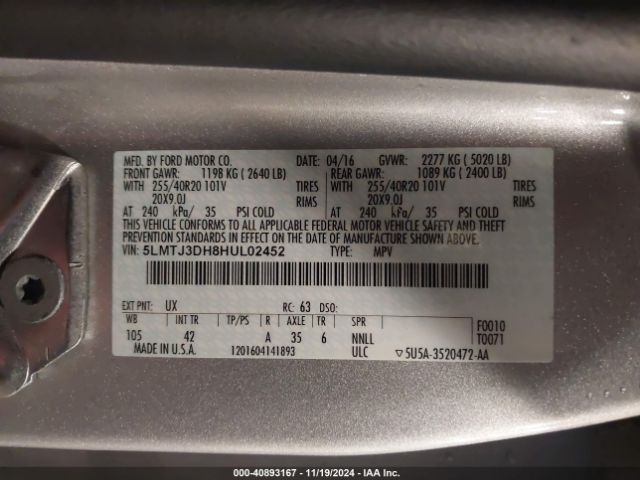 MFD. BY FORD MOTOR CO. 04/16 GVWR: 2277 KG ( 5020 LB)
FRONT GAWR: 1198 KG ( 2640 LB) REAR GAWR: 1089 KG ( 2400 LB)
WITH 255/40R20 101V TIRES WITH 255/40R20 101V TIRES
20X9.0J RIMS 20X9.0J RIMS
AT 240 kPa/ 35 PSI COLD AT 240 kPa/ 35 PSI COLD
THIS VEHICLE CONFORMS TO ALL APPLICABLE FEDERAL MOTOR VEHICLE SAFETY AND
THEFT PREVENTION STANDARDS IN EFFECT ON THE DATE OF MANUFACTURE SHOWN ABOVE.
VIN: 5LMTJ3DH8HUL02452 TYPE: MPV
EXT PNT: UX RC: 63 DSO:
WB INT TR TP/PS R AXLE TR SPR F0010
105 42 A 35 6 NNLL T0071
MADE IN U.S.A. 1201604141893 ULC ▽5U5A-3520472-AA
000-40893167 - 11/19/2024 - IAA Inc.